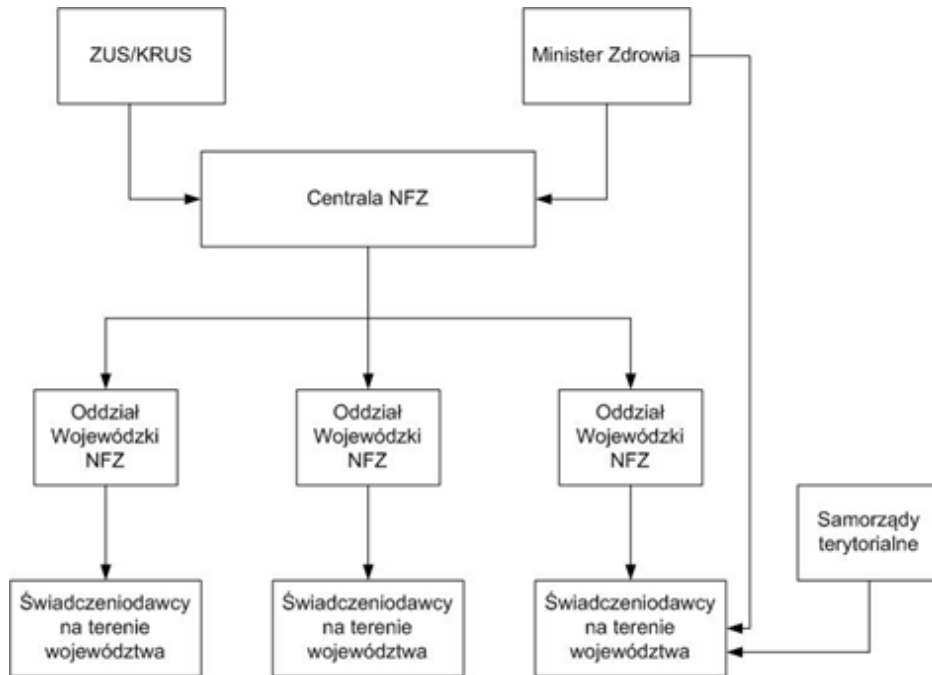 ZUS/KRUS
Minister Zdrowia
Centrala NFZ
Oddział
Wojewódzki
NFZ
Oddział
Wojewódzki
NFZ
Oddział
Wojewódzki
NFZ
Samorządy
terytorialne
Świadczeniodawcy
na terenie
województwa
Świadczeniodawcy
na terenie
województwa
Świadczeniodawcy
na terenie
województwa